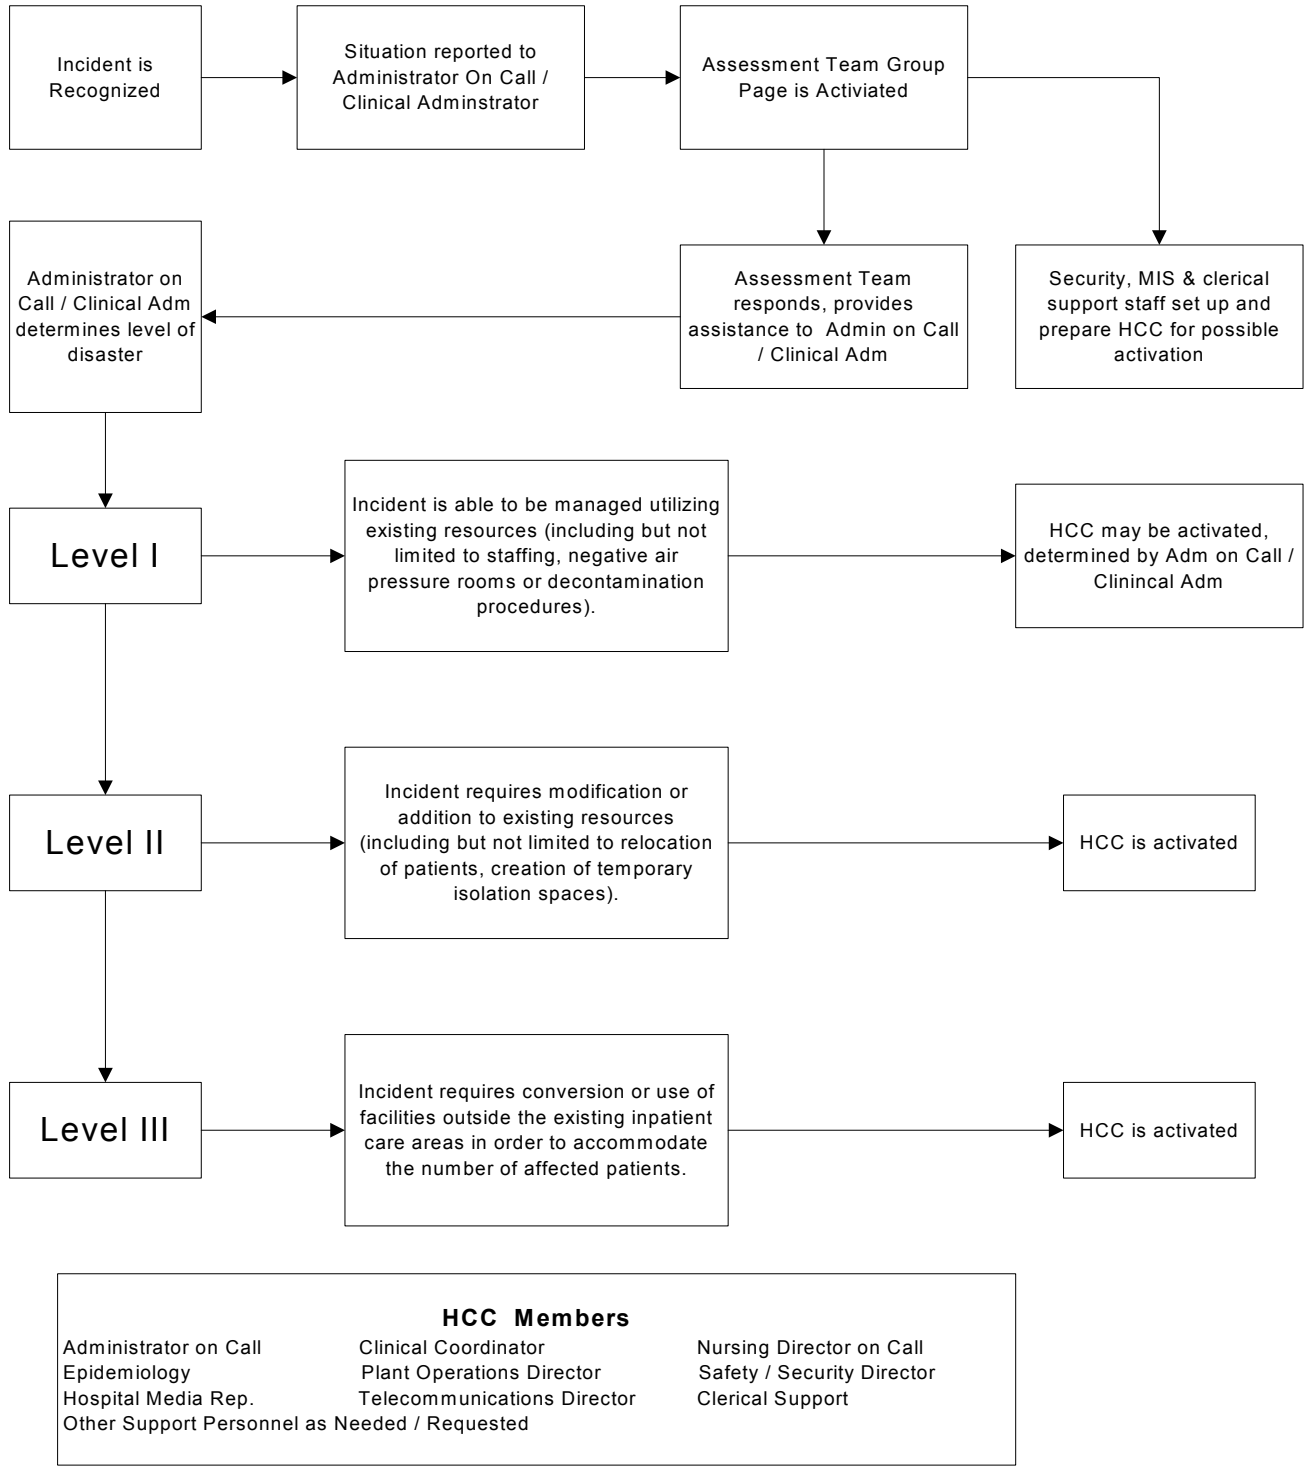 Incident is
Recognized
Situation reported to
Administrator On Call /
Clinical Adminstrator
Assessment Team Group
Page is Activiated
Administrator on
Call / Clinical Adm
determines level of
disaster
Assessment Team
responds, provides
assistance to Admin on Call
/ Clinical Adm
Security, MIS & clerical
support staff set up and
prepare HCC for possible
activation
Level I
Incident is able to be managed utilizing
existing resources (including but not
limited to staffing, negative air
pressure rooms or decontamination
procedures).
HCC may be activated,
determined by Adm on Call /
Clinincal Adm
Level II
Incident requires modification or
addition to existing resources
(including but not limited to relocation
of patients, creation of temporary
isolation spaces).
HCC is activated
Level III
Incident requires conversion or use of
facilities outside the existing inpatient
care areas in order to accommodate
the number of affected patients.
HCC is activated
HCC Members
Administrator on Call Clinical Coordinator Nursing Director on Call
Epidemiology Plant Operations Director Safety / Security Director
Hospital Media Rep. Telecommunications Director Clerical Support
Other Support Personnel as Needed / Requested